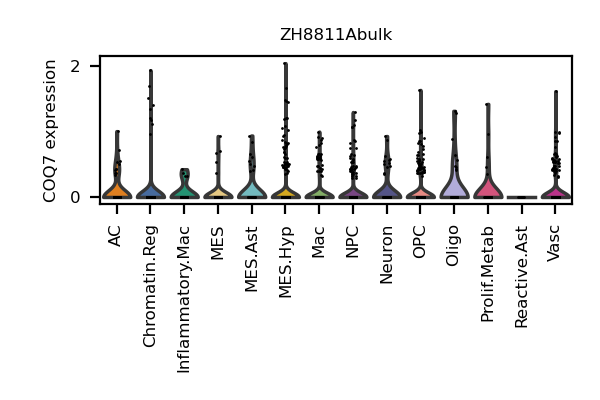 ZH8811Abulk
COQ7 expression
2
0
AC
Chromatin.Reg
Inflammatory.Mac
MES
MES.Ast
MES.Hyp
Mac
NPC
Neuron
OPC
Oligo
Prolif.Metab
Reactive.Ast
Vasc